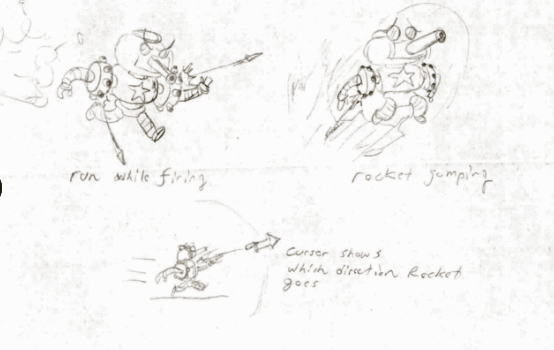 run while firing
rocket jumping
Cursor shows
which direction Rocket
goes